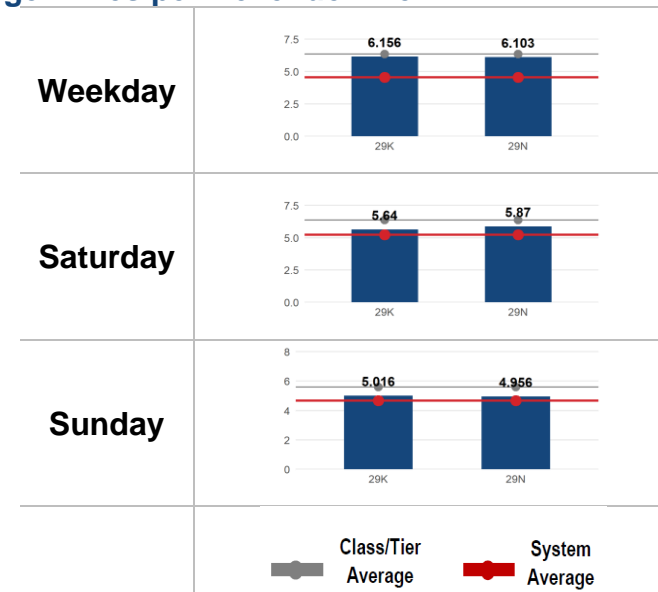 Weekday
7.5
5.0
2.5
0.0
6.156
6.103
29K
29N
Saturday
7.5
5.0
2.5
0.0
5.64
5.87
29K
29N
Sunday
8
6
4
2
0
5.016
4.956
29K
29N
Class/Tier
Average
System
Average